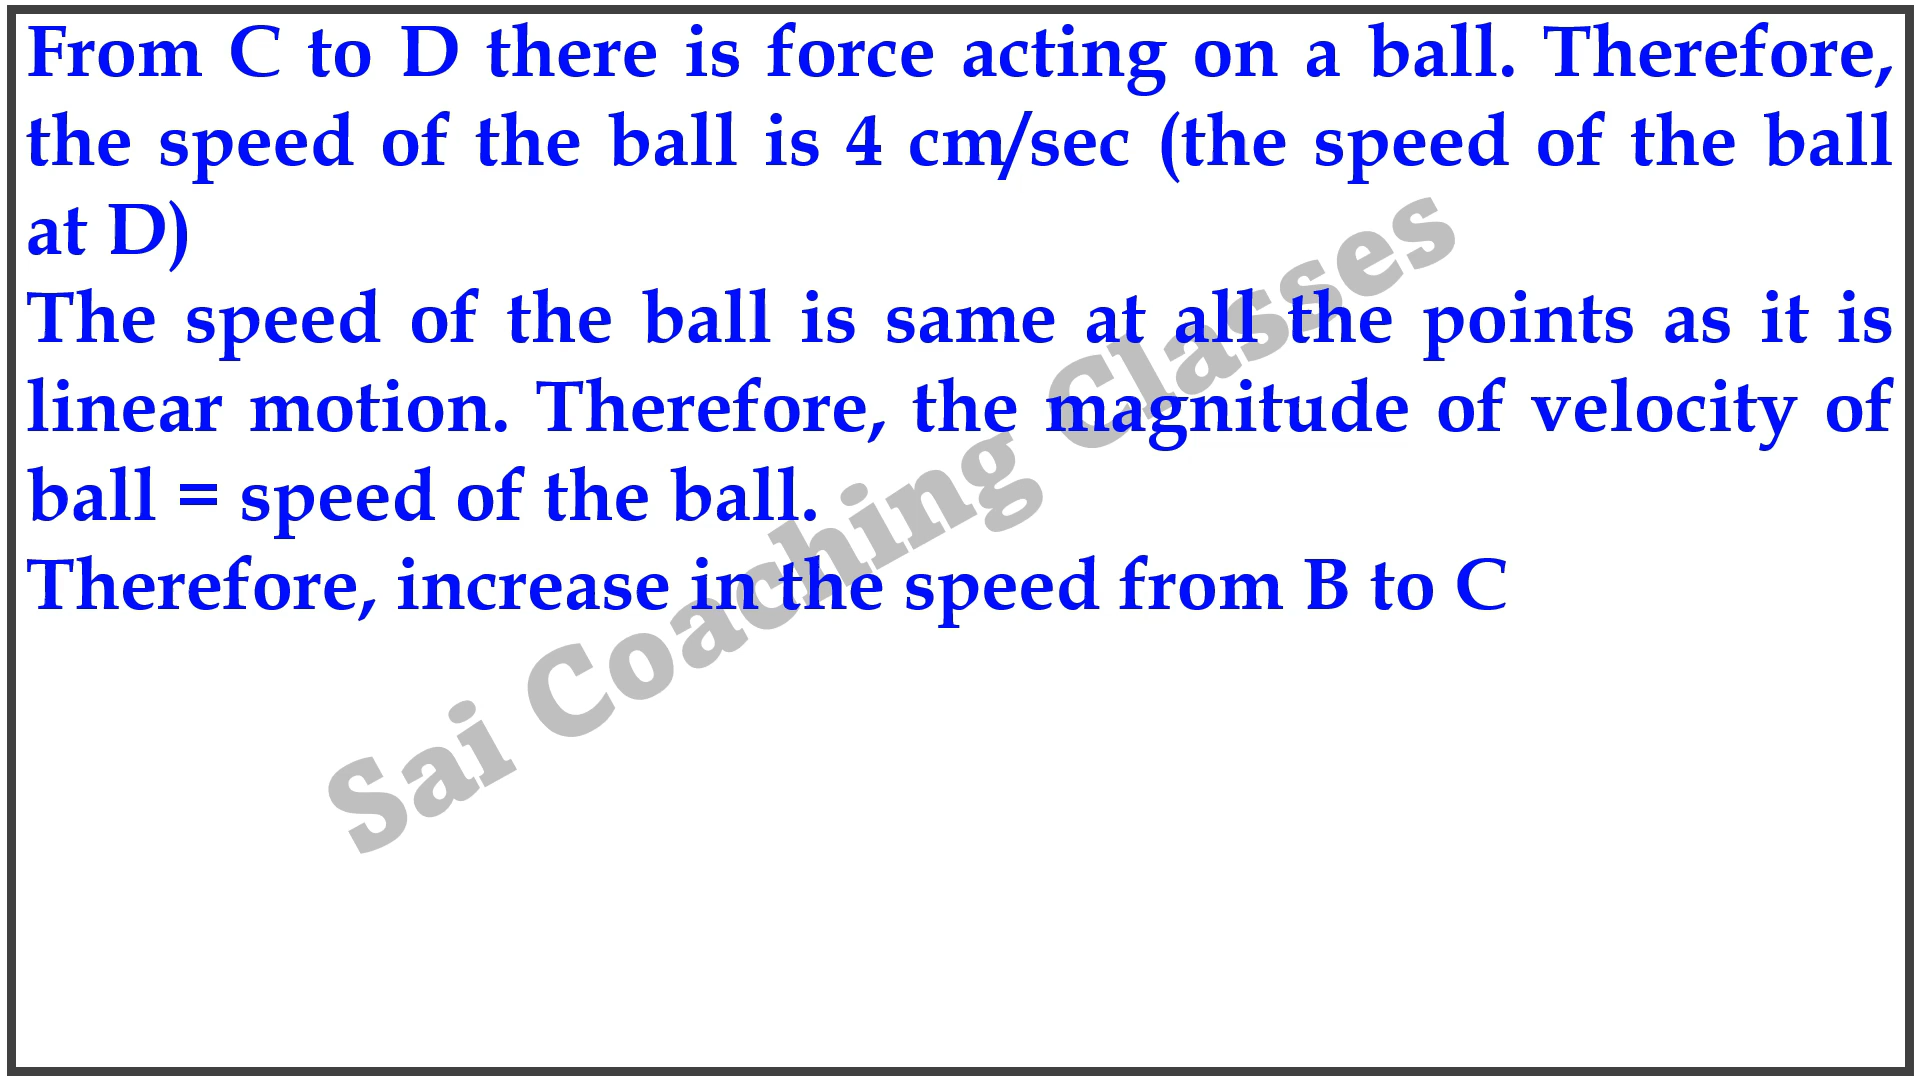 From C to D there is force acting on a ball. Therefore,
the speed of the ball is 4 cm/sec (the speed of the ball
at D)
The speed of the ball is same at all the points as it is
linear motion. Therefore, the magnitude of velocity of
ball = speed of the ball.
Therefore, increase in the speed from B to C
Sai Coaching Classes